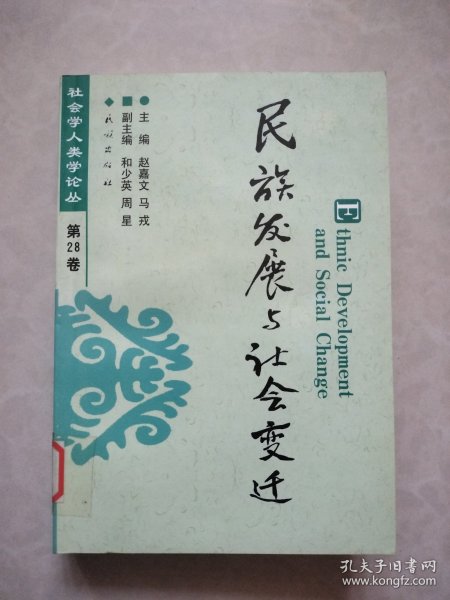 社会学人类学论丛
第28卷
民族发展与社会变迁
Ethnic Development
and Social Change
主 编 赵嘉文 马 戎
副主编 和少英 周 星
民族出版社
孔夫子旧书网
www.kongfz.com